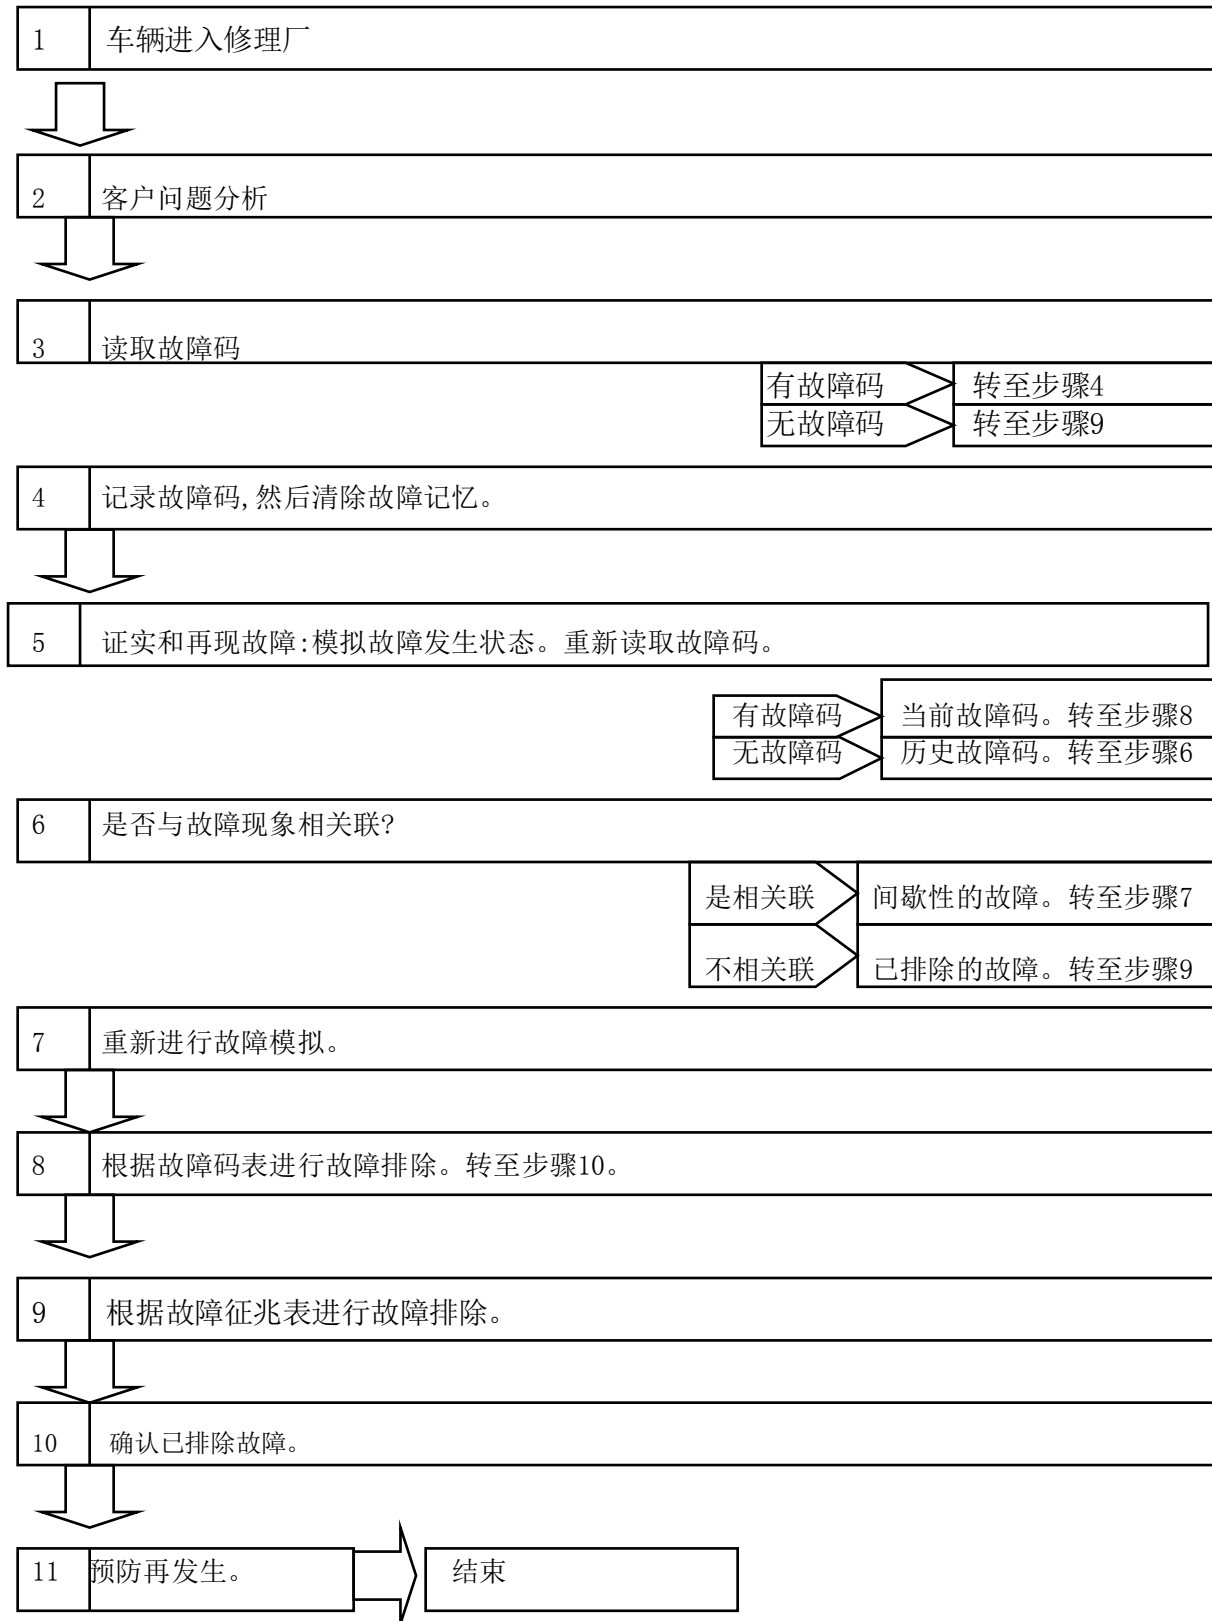 1 车辆进入修理厂
2 客户问题分析
3 读取故障码
有故障码 转至步骤4
无故障码 转至步骤9
4 记录故障码,然后清除故障记忆。
5 证实和再现故障:模拟故障发生状态。重新读取故障码。
有故障码 当前故障码。转至步骤8
无故障码 历史故障码。转至步骤6
6 是否与故障现象相关联?
是相关联 间歇性的故障。转至步骤7
不相关联 已排除的故障。转至步骤9
7 重新进行故障模拟。
8 根据故障码表进行故障排除。转至步骤10。
9 根据故障征兆表进行故障排除。
10 确认已排除故障。
11 预防再发生。 结束